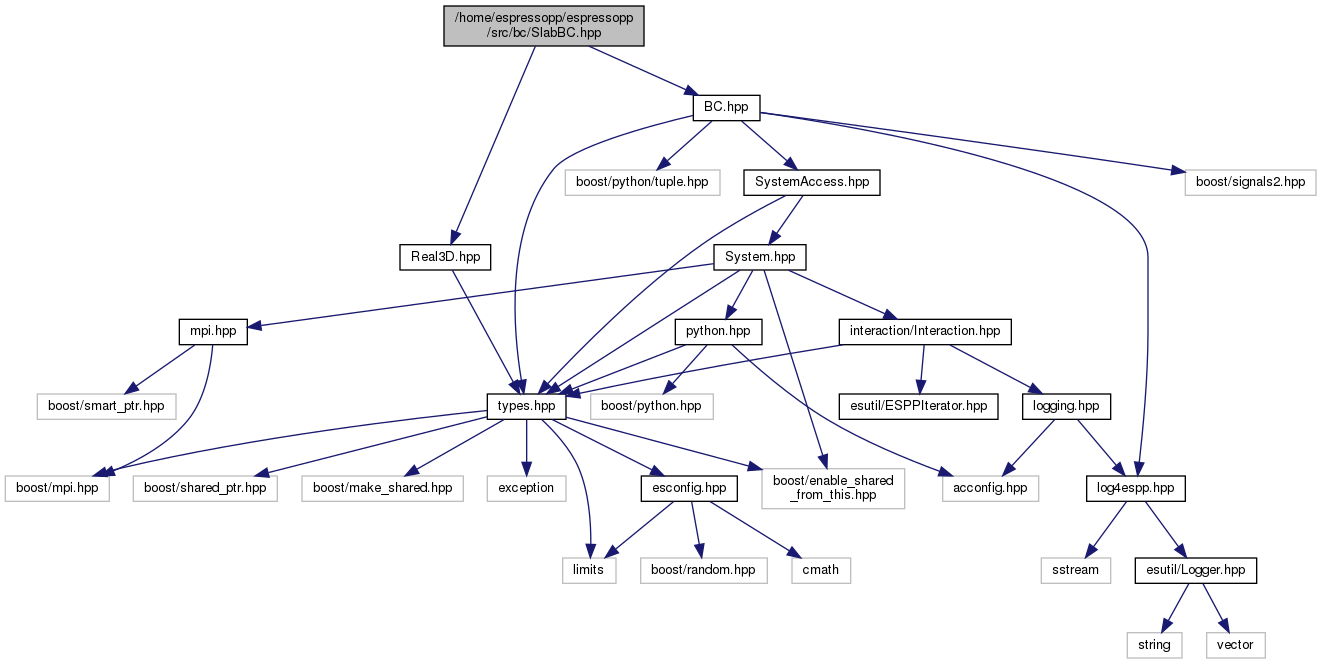 /home/espressopp/espressopp
/src/bc/SlabBC.hpp
BC.hpp
boost/python/tuple.hpp
SystemAccess.hpp
boost/signals2.hpp
Real3D.hpp
System.hpp
mpi.hpp
python.hpp
interaction/Interaction.hpp
boost/smart_ptr.hpp
types.hpp
boost/python.hpp
esutil/ESPPIterator.hpp
logging.hpp
boost/mpi.hpp
boost/shared_ptr.hpp
boost/make_shared.hpp
exception
esconfig.hpp
boost/enable_shared
_from_this.hpp
acconfig.hpp
log4espp.hpp
limits
boost/random.hpp
cmath
sstream
esutil/Logger.hpp
string
vector